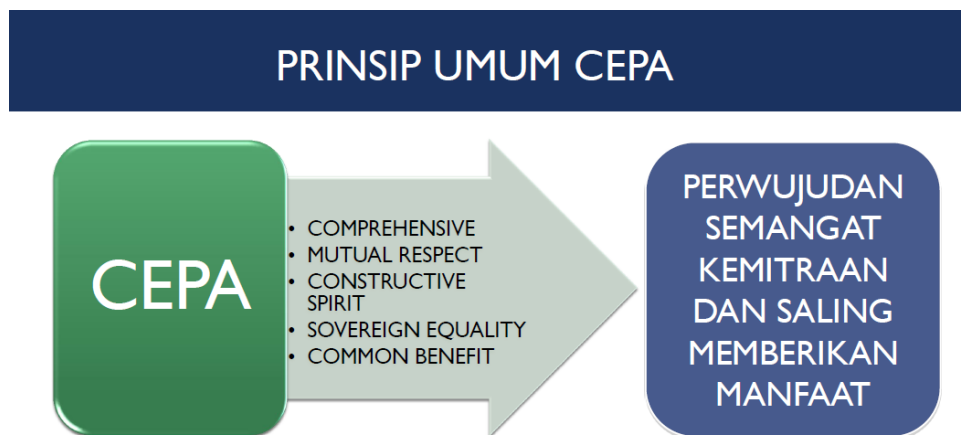 PRINSIP UMUM CEPA
CEPA
• COMPREHENSIVE
• MUTUAL RESPECT
• CONSTRUCTIVE
SPIRIT
• SOVEREIGN EQUALITY
• COMMON BENEFIT
PERWUJUDAN
SEMANGAT
KEMITRAAN
DAN SALING
MEMBERIKAN
MANFAAT